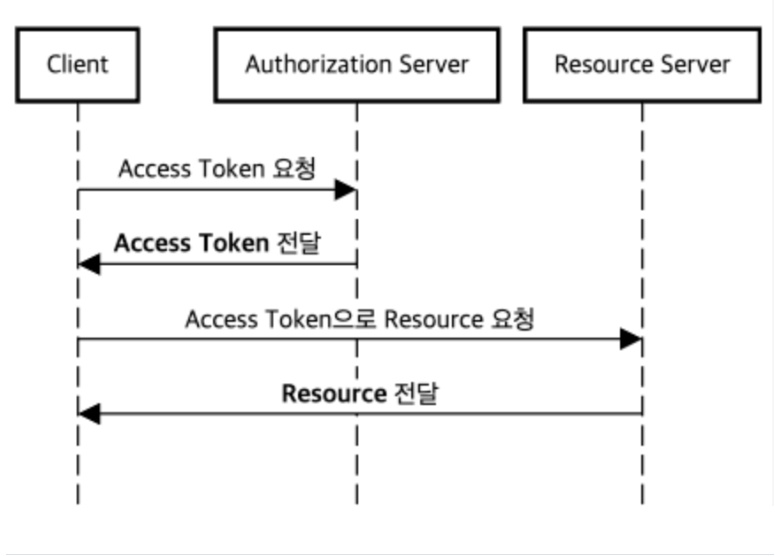 Client
Authorization Server
Resource Server
Access Token 요청
Access Token 전달
Access Token으로 Resource 요청
Resource 전달